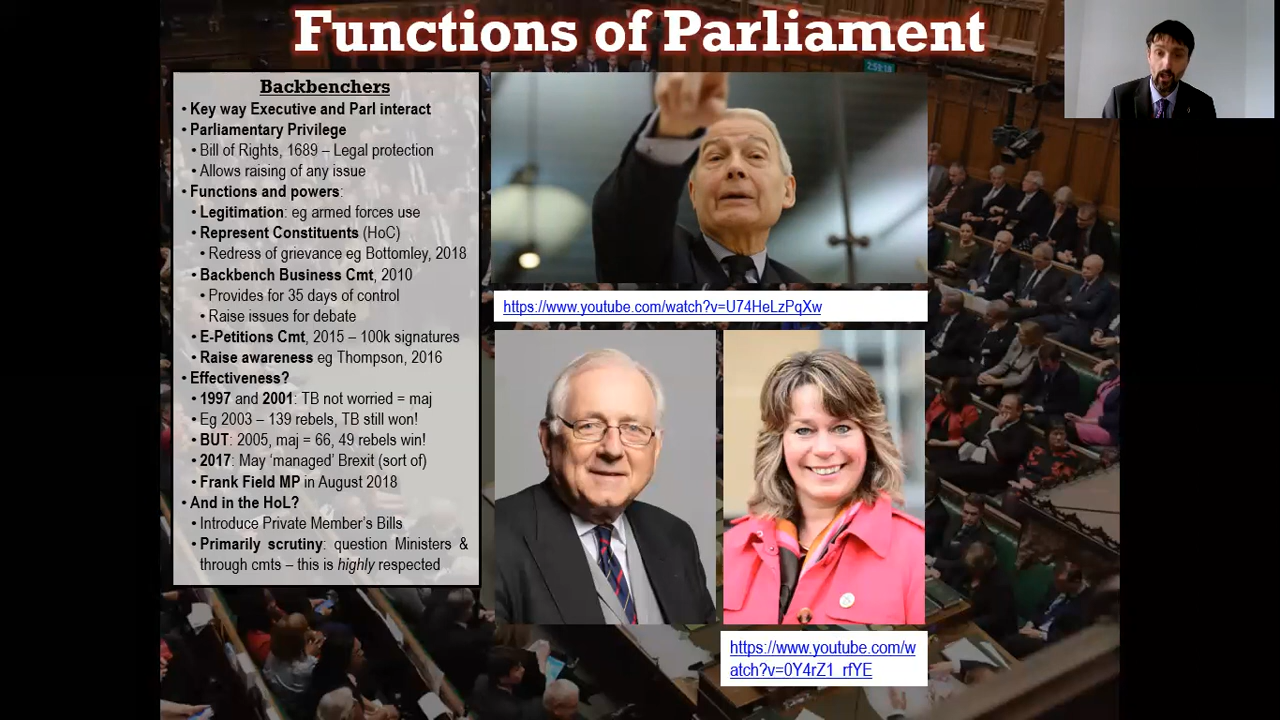 Functions of Parliament
2:59:18
Backbenchers
• Key way Executive and Parl interact
• Parliamentary Privilege
• Bill of Rights, 1689 – Legal protection
• Allows raising of any issue
• Functions and powers:
• Legitimation: eg armed forces use
• Represent Constituents (HoC)
• Redress of grievance eg Bottomley, 2018
• Backbench Business Cmt, 2010
• Provides for 35 days of control
• Raise issues for debate
• E-Petitions Cmt, 2015 – 100k signatures
• Raise awareness eg Thompson, 2016
• Effectiveness?
• 1997 and 2001: TB not worried = maj
• Eg 2003 – 139 rebels, TB still won!
• BUT: 2005, maj = 66, 49 rebels win!
• 2017: May ‘managed’ Brexit (sort of)
• Frank Field MP in August 2018
• And in the HoL?
• Introduce Private Member’s Bills
• Primarily scrutiny: question Ministers &
through cmts – this is highly respected
https://www.youtube.com/watch?v=U74HeLzPqXw
https://www.youtube.com/w
atch?v=0Y4rZ1_rfYE